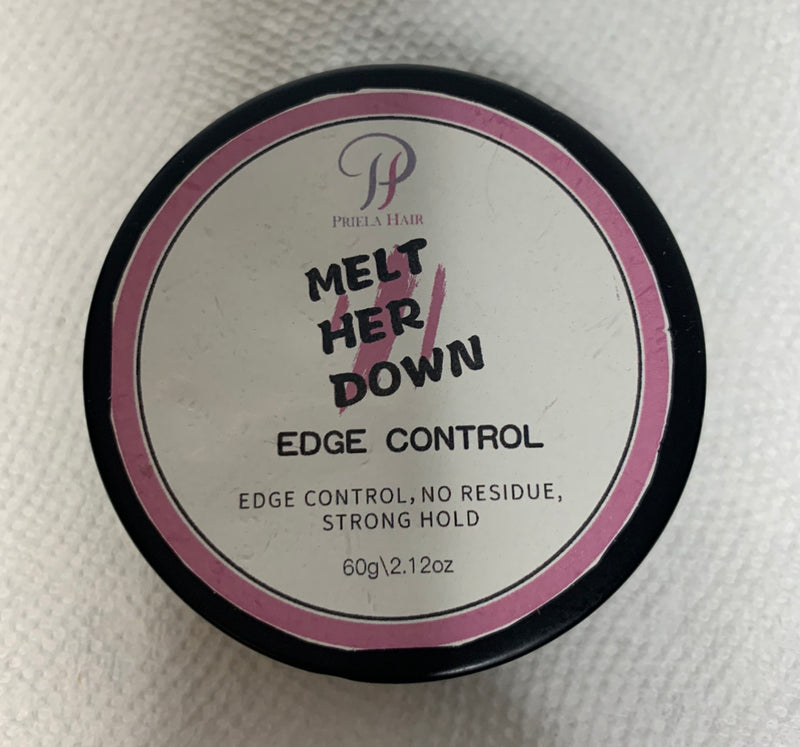 PH
PRIELA HAIR
MELT
HER
DOWN
EDGE CONTROL
EDGE CONTROL, NO RESIDUE,
STRONG HOLD
60g\2.12oz